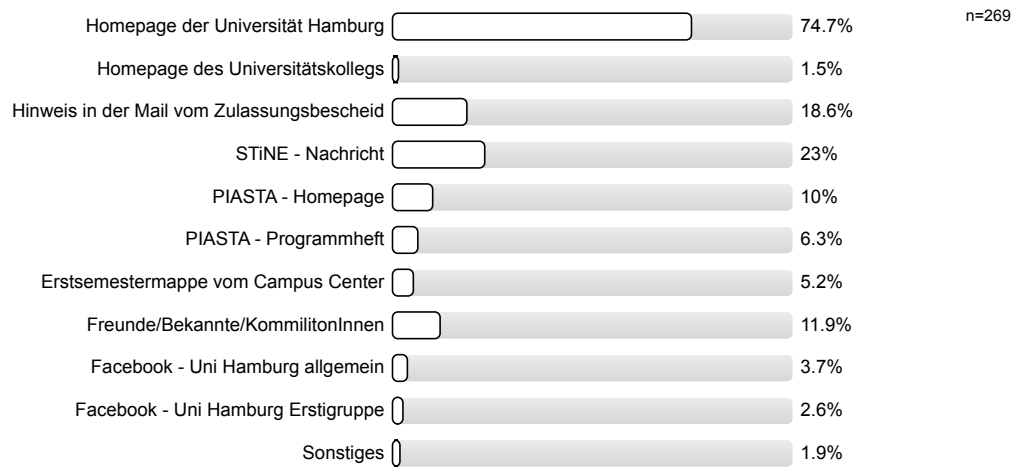 Homepage der Universität Hamburg 74.7% n=269
Homepage des Universitätskollegs 1.5%
Hinweis in der Mail vom Zulassungsbescheid 18.6%
STiNE - Nachricht 23%
PIASTA - Homepage 10%
PIASTA - Programmheft 6.3%
Erstsemestermappe vom Campus Center 5.2%
Freunde/Bekannte/KommilitonInnen 11.9%
Facebook - Uni Hamburg allgemein 3.7%
Facebook - Uni Hamburg Erstigruppe 2.6%
Sonstiges 1.9%